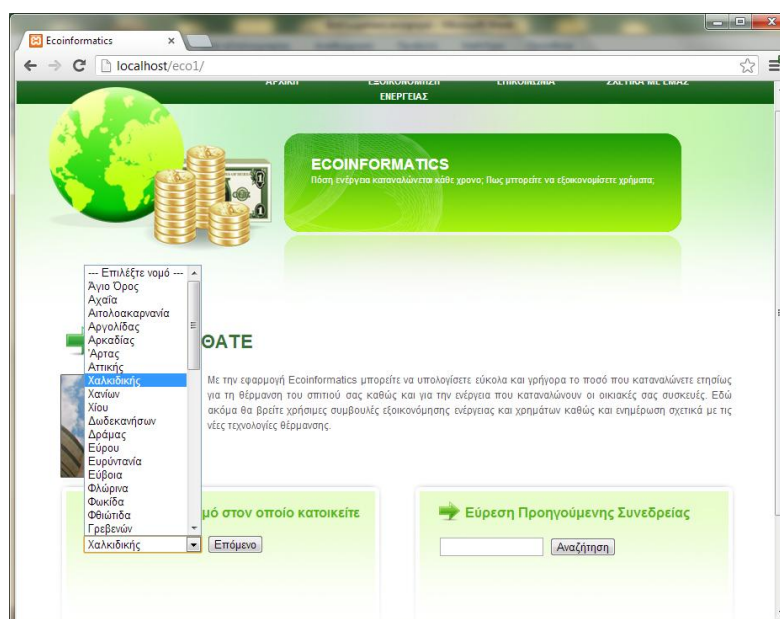 Ecoinformatics
localhost/eco1/
ΑΡΧΙΚΗ
ΕΞΟΙΚΟΝΟΜΗΣΗ
ΕΝΕΡΓΕΙΑΣ
ΕΠΙΚΟΙΝΩΝΙΑ
ΣΧΕΤΙΚΑ ΜΕ ΕΜΑΣ
ECOINFORMATICS
Πόση ενέργεια καταναλώνεται κάθε χρονο; Πως μπορείτε να εξοικονομίσετε χρήματα;
--- Επιλέξτε νομό ---
Άγιο Όρος
Αχαΐα
Αιτολοακαρνανία
Αργολίδας
Αρκαδίας
Άρτας
Αττικής
Χαλκιδικής
Χανίων
Χίου
Δωδεκανήσων
Δράμας
Εύρου
Ευρύντανία
Εύβοια
Φλώρινα
Φωκίδα
Φθιώτιδα
Γρεβενών
ΘΑΤΕ
Με την εφαρμογή Ecoinformatics μπορείτε να υπολογίσετε εύκολα και γρήγορα το ποσό που καταναλώνετε ετησίως
για τη θέρμανση του σπιτιού σας καθώς και για την ενέργεια που καταναλώνουν οι οικιακές σας συσκευές. Εδώ
ακόμα θα βρείτε χρήσιμες συμβουλές εξοικονόμησης ενέργειας και χρημάτων καθώς και ενημέρωση σχετικά με τις
νέες τεχνολογίες θέρμανσης.
μό στον οποίο κατοικείτε
Χαλκιδικής
Επόμενο
Εύρεση Προηγούμενης Συνεδρείας
Αναζήτηση